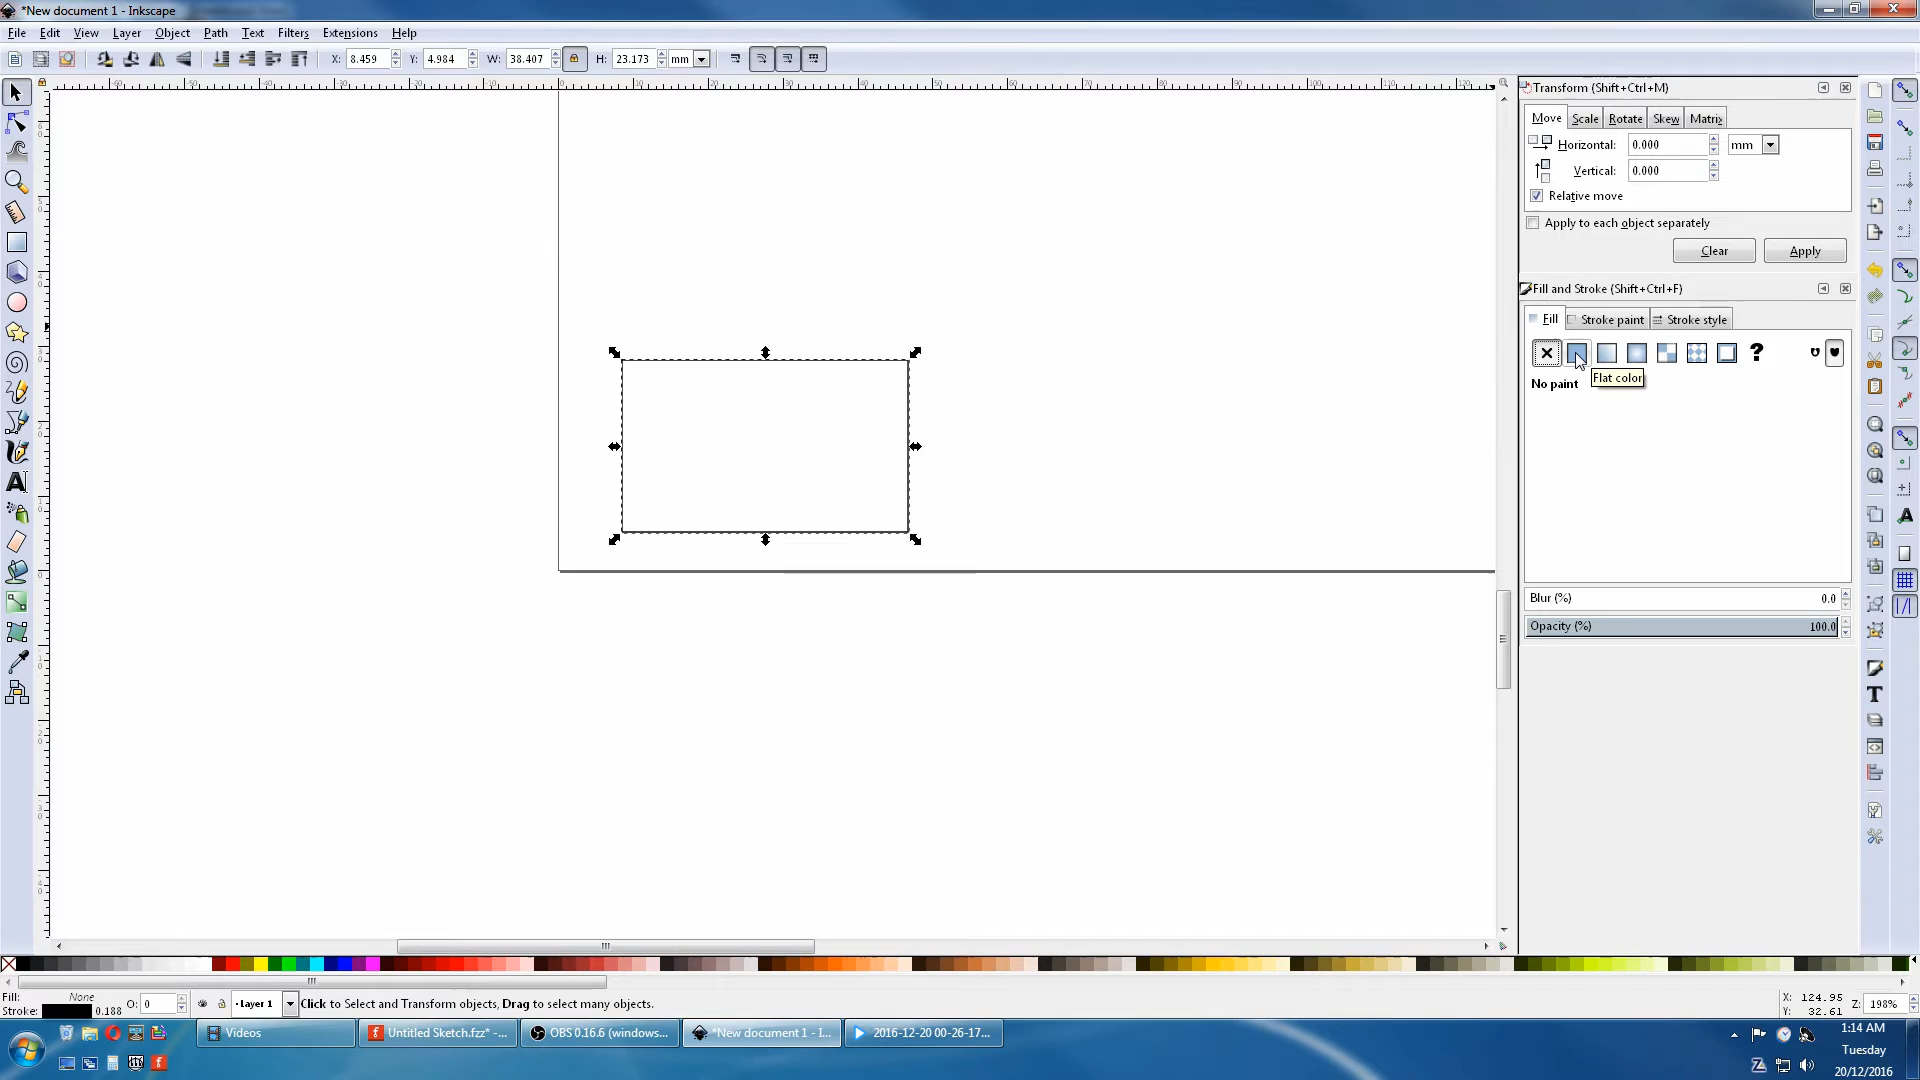 *New document 1 - Inkscape
File Edit View Layer Object Path Text Filters Extensions Help
X: 8.459 Y: 4.984 W: 38.407 H: 23.173 mm
Transform (Shift+Ctrl+M)
Move Scale Rotate Skew Matrix
Horizontal: 0.000 mm
Vertical: 0.000
Relative move
Apply to each object separately
Clear Apply
Fill and Stroke (Shift+Ctrl+F)
Fill Stroke paint Stroke style
Flat color
No paint
Blur (%) 0.0
Opacity (%) 100.0
Fill: None O: 0 Layer 1 Click to Select and Transform objects, Drag to select many objects.
Stroke: 0.188
X: 124.95 Z: 198%
Y: 32.61
Videos Untitled Sketch.fzz* -... OBS 0.16.6 (windows... *New document 1 - I... 2016-12-20 00-26-17...
1:14 AM
Tuesday
20/12/2016